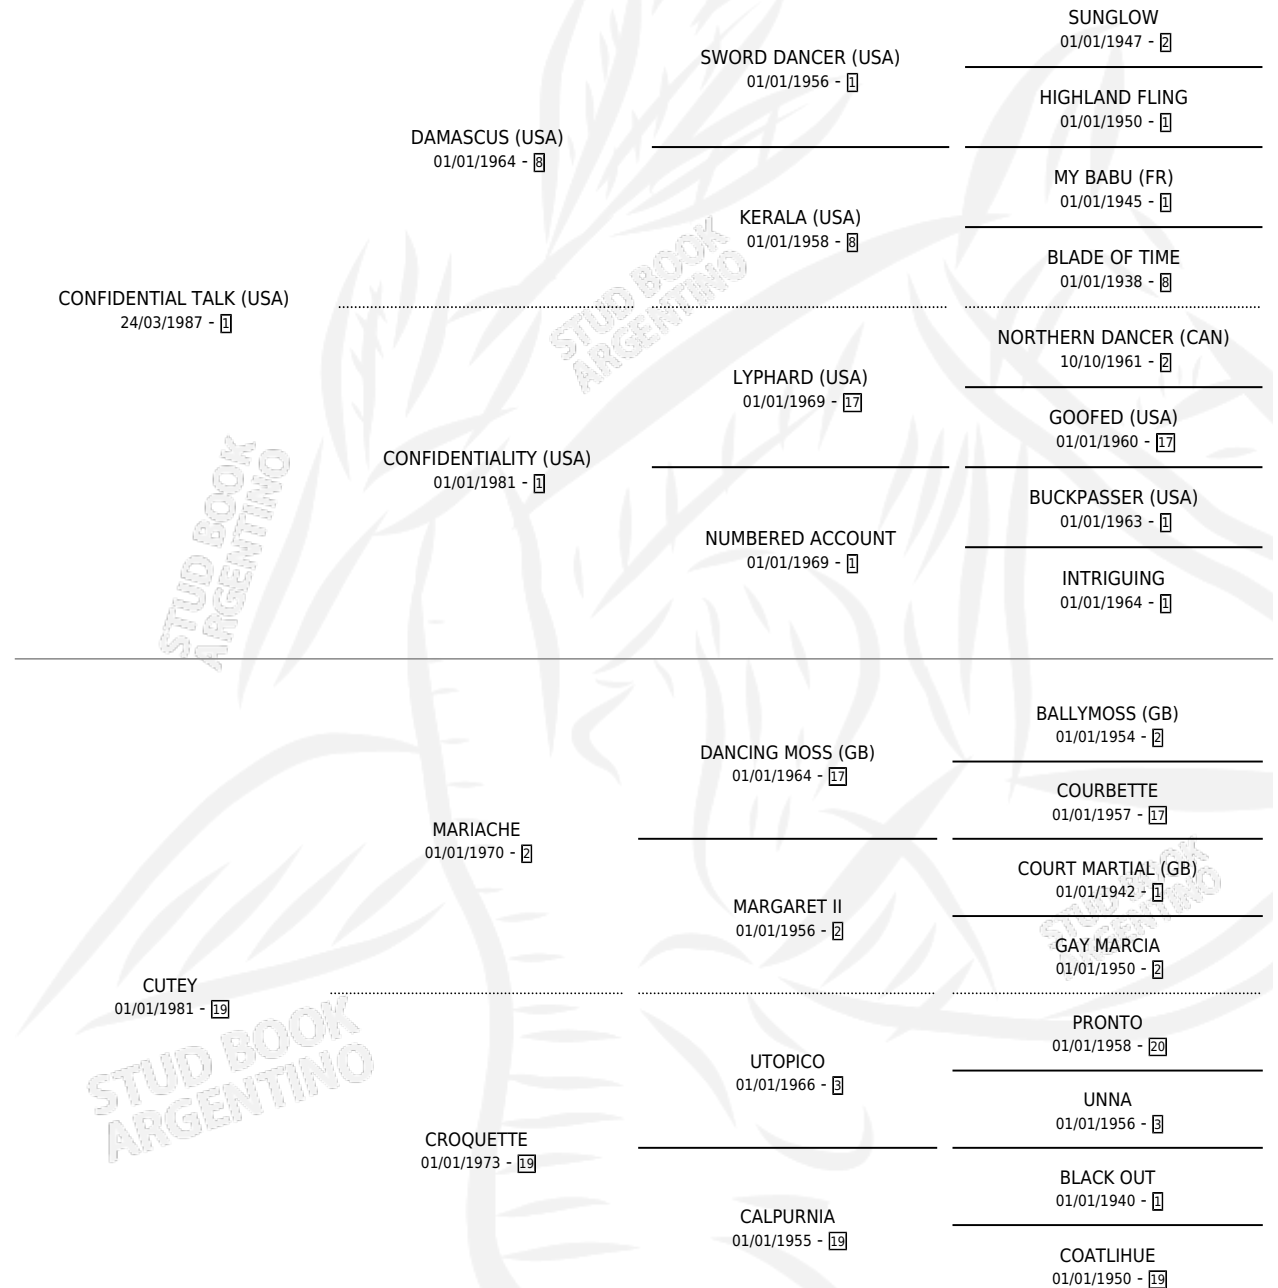 SUNGLOW
01/01/1947 - 2
SWORD DANCER (USA)
01/01/1956 - 1
HIGHLAND FLING
01/01/1950 - 1
DAMASCUS (USA)
01/01/1964 - 8
MY BABU (FR)
01/01/1945 - 1
KERALA (USA)
01/01/1958 - 8
BLADE OF TIME
01/01/1938 - 8
CONFIDENTIAL TALK (USA)
24/03/1987 - 1
NORTHERN DANCER (CAN)
10/10/1961 - 2
LYPHARD (USA)
01/01/1969 - 17
GOOFED (USA)
01/01/1960 - 17
CONFIDENTIALITY (USA)
01/01/1981 - 1
BUCKPASSER (USA)
01/01/1963 - 1
NUMBERED ACCOUNT
01/01/1969 - 1
INTRIGUING
01/01/1964 - 1
BALLYMOSS (GB)
01/01/1954 - 2
DANCING MOSS (GB)
01/01/1964 - 17
COURBETTE
01/01/1957 - 17
MARIACHE
01/01/1970 - 2
COURT MARTIAL (GB)
01/01/1942 - 1
MARGARET II
01/01/1956 - 2
GAY MARCIA
01/01/1950 - 2
CUTEY
01/01/1981 - 19
PRONTO
01/01/1958 - 20
UTOPICO
01/01/1966 - 3
UNNA
01/01/1956 - 3
CROQUETTE
01/01/1973 - 19
BLACK OUT
01/01/1940 - 1
CALPURNIA
01/01/1955 - 19
COATLIHUE
01/01/1950 - 19
STUD BOOK
ARGENTINO
STUD BOOK
ARGENTINO
STUD BOOK
ARGENTINO
STUD BOOK
ARGENTINO